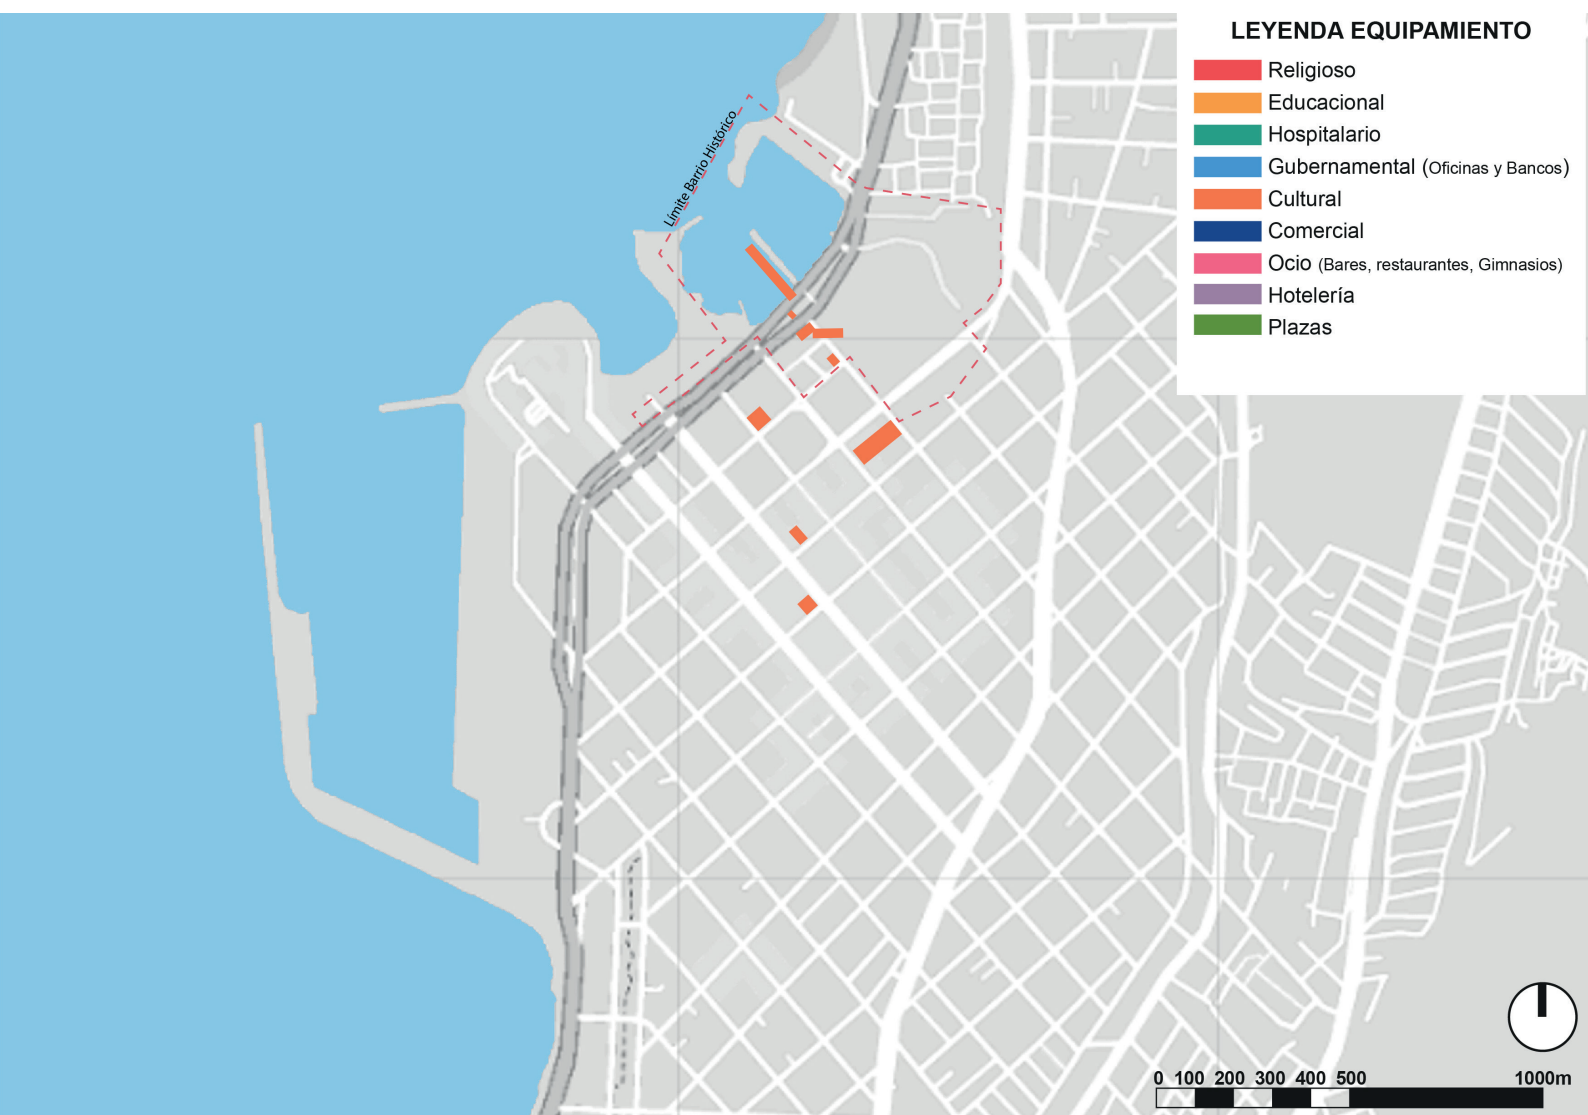 LEYENDA EQUIPAMIENTO
Religioso
Educacional
Hospitalario
Gubernamental (Oficinas y Bancos)
Cultural
Comercial
Ocio (Bares, restaurantes, Gimnasios)
Hotelería
Plazas
Límite Barrio Histórico
0 100 200 300 400 500 1000m